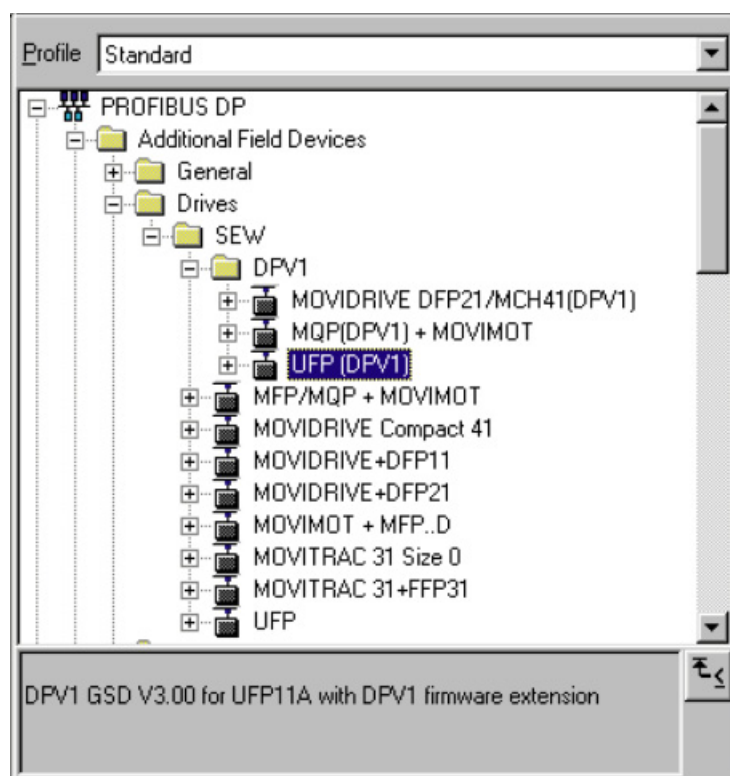 Profile Standard
PROFIBUS DP
Additional Field Devices
General
Drives
SEW
DPV1
MOVIDRIVE DFP21/MCH41(DPV1)
MQP(DPV1) + MOVIMOT
UFP (DPV1)
MFP/MQP + MOVIMOT
MOVIDRIVE Compact 41
MOVIDRIVE+DFP11
MOVIDRIVE+DFP21
MOVIMOT + MFP..D
MOVITRAC 31 Size 0
MOVITRAC 31+FFP31
UFP
DPV1 GSD V3.00 for UFP11A with DPV1 firmware extension